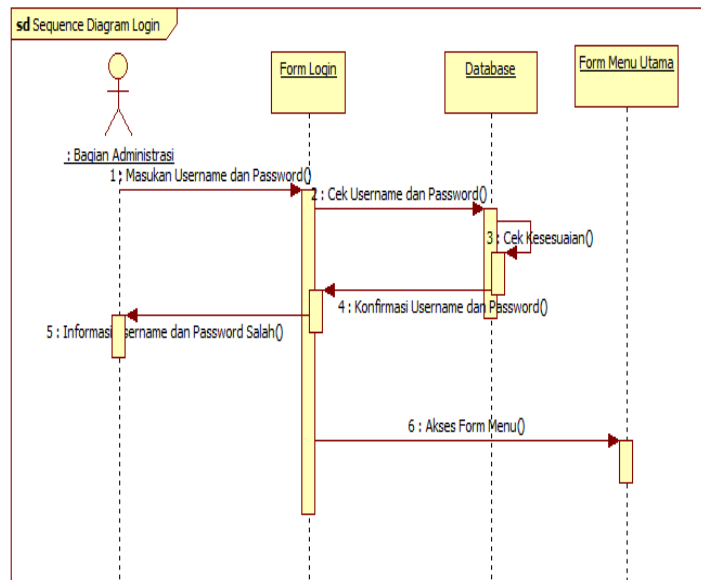 sd Sequence Diagram Login
Form Login
Database
Form Menu Utama
: Bagian Administrasi
1 : Masukan Username dan Password()
2 : Cek Username dan Password()
3 : Cek Kesesuaian()
4 : Konfirmasi Username dan Password()
5 : Informasi Username dan Password Salah()
6 : Akses Form Menu()